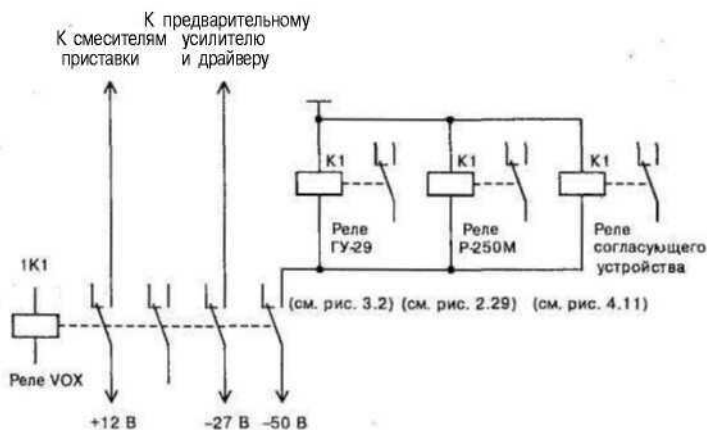 К предварительному
К смесителям усилителю
приставки и драйверу
К1 К1 К1
Реле Реле Реле
ГУ-29 Р-250М согласующего
устройства
1К1
(см. рис. 3.2) (см. рис. 2.29) (см. рис. 4.11)
Реле VOX
+12 В -27 В -50 В